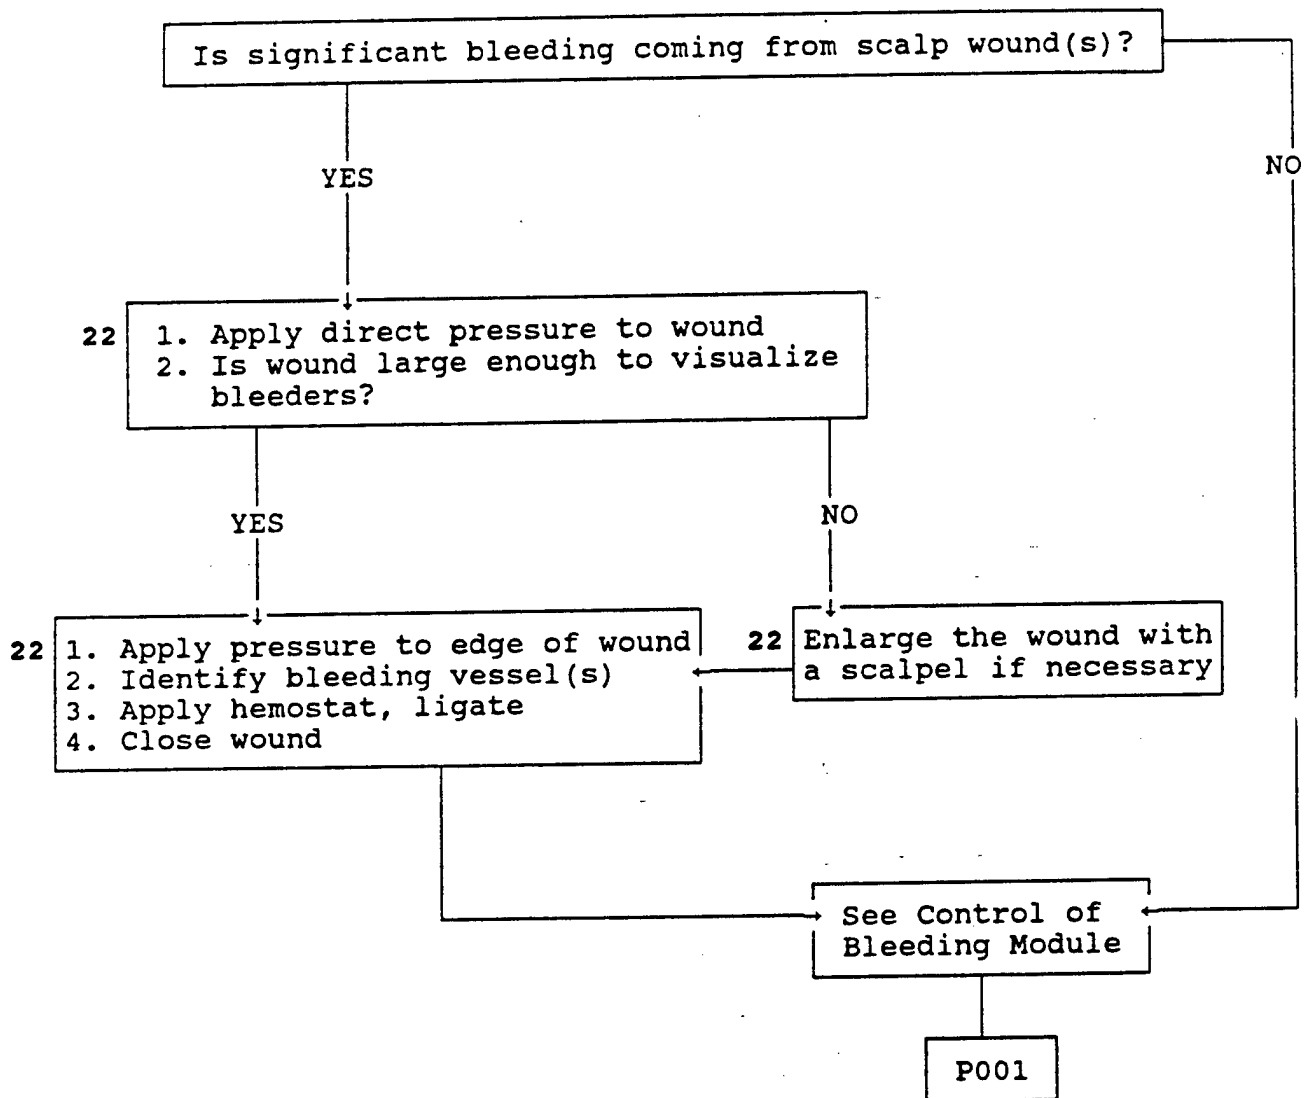 Is significant bleeding coming from scalp wound(s)?
YES
NO
22
1. Apply direct pressure to wound
2. Is wound large enough to visualize
bleeders?
YES
NO
22
1. Apply pressure to edge of wound
2. Identify bleeding vessel(s)
3. Apply hemostat, ligate
4. Close wound
22
Enlarge the wound with
a scalpel if necessary
See Control of
Bleeding Module
P001